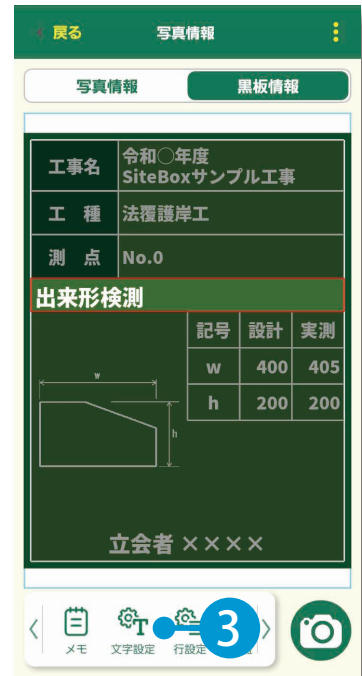 戻る 写真情報
写真情報 黒板情報
工事名 令和○年度
SiteBoxサンプル工事
工 種 法覆護岸工
測 点 No.0
出来形検測
記号 設計 実測
w 400 405
h 200 200
w
h
立会者 ××××
メモ 文字設定 行設定
3